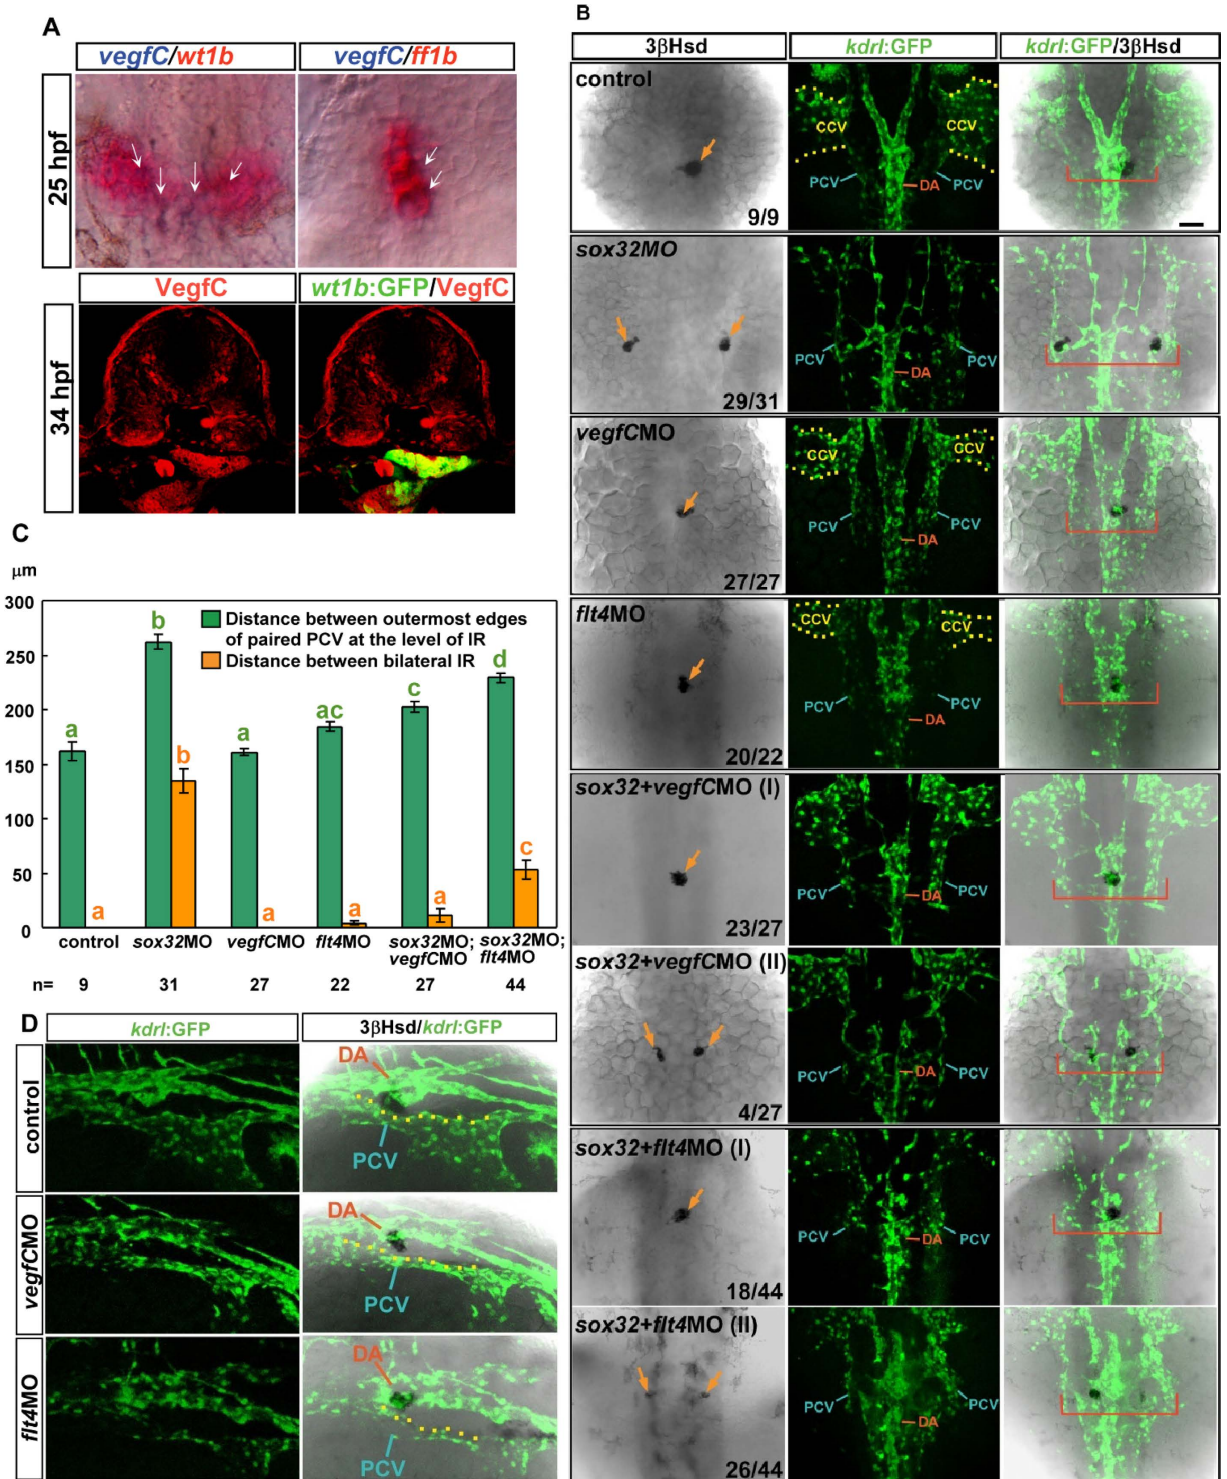 A
vegfC/wt1b
vegfC/ff1b
25 hpf
VegfC
wt1b:GFP/VegfC
34 hpf
B
3βHsd
kdrl:GFP
kdrl:GFP/3βHsd
control
9/9
CCV
CCV
PCV
DA
PCV
sox32MO
29/31
PCV
DA
PCV
vegfCMO
27/27
CCV
CCV
PCV
PCV
DA
flt4MO
20/22
CCV
CCV
PCV
PCV
DA
sox32+vegfCMO (I)
23/27
PCV
PCV
DA
sox32+vegfCMO (II)
4/27
PCV
DA
PCV
sox32+flt4MO (I)
18/44
PCV
DA
PCV
sox32+flt4MO (II)
26/44
PCV
PCV
DA
C
μm
300
250
200
150
100
50
0
Distance between outermost edges
of paired PCV at the level of IR
Distance between bilateral IR
a
a
b
b
a
a
ac
a
c
a
d
c
control
sox32MO
vegfCMO
flt4MO
sox32MO;
vegfCMO
sox32MO;
flt4MO
n= 9 31 27 22 27 44
D
kdrl:GFP
3βHsd/kdrl:GFP
control
DA
PCV
vegfCMO
DA
PCV
flt4MO
DA
PCV